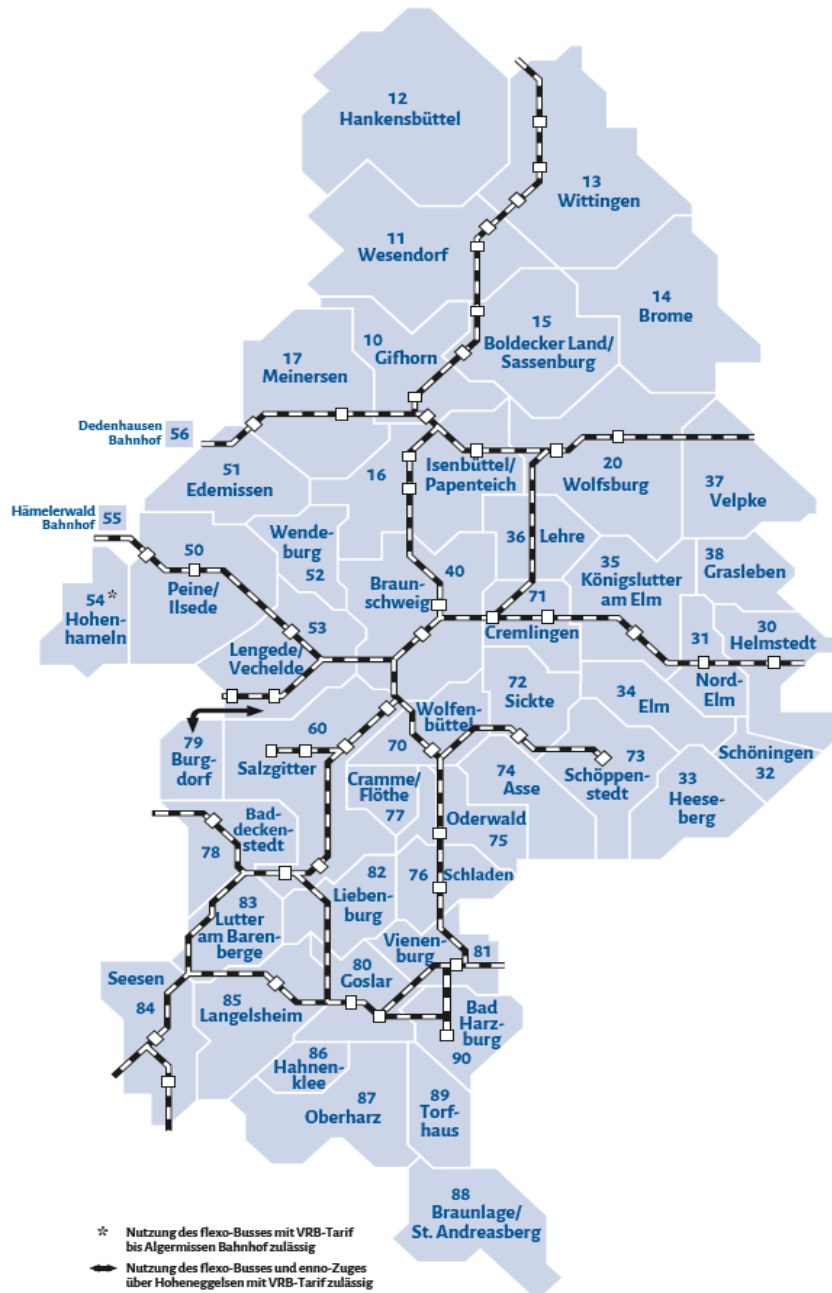 12
Hankensbüttel
13
Wittingen
11
Wesendorf
14
Brome
15
Boldecker Land/
Sassenburg
10
Gifhorn
17
Meinersen
Dedenhausen
Bahnhof
56
51
Edemissen
16
Isenbüttel/
Papenteich
20
Wolfsburg
37
Velpke
Hämelerwald
Bahnhof
55
50
Peine/
Ilsede
Wende-
burg
52
36
Lehre
35
Königslutter
am Elm
38
Grasleben
54*
Hohen-
hameln
40
Braun-
schweig
71
Cremlingen
31
Nord-
Elm
30
Helmstedt
53
Lengede/
Vechelde
72
Sickte
34
Elm
Wolfen-
büttel
70
79
Burg-
dorf
60
Salzgitter
Cramme/
Flöthe
77
74
Asse
73
Schöppen-
stedt
33
Heese-
berg
Schöningen
32
Bad-
deckken-
stedt
78
Oderwald
75
76
Schladen
82
Lieben-
burg
83
Lutter
am Baren-
berge
Vienen-
burg
81
80
Goslar
Seesen
84
85
Langelsheim
Bad
Harz-
burg
90
86
Hahnen-
klee
87
Oberharz
89
Torf-
haus
88
Braunlage/
St. Andreasberg
* Nutzung des flexo-Busses mit VRB-Tarif
bis Algermissen Bahnhof zulässig
Nutzung des flexo-Busses und enno-Zuges
über Hoheneggelsen mit VRB-Tarif zulässig